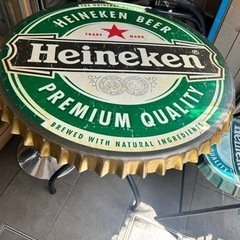 HEINEKEN BEER
TRADE MARK
Heineken
PREMIUM QUALITY
BREWED WITH NATURAL INGREDIENTS